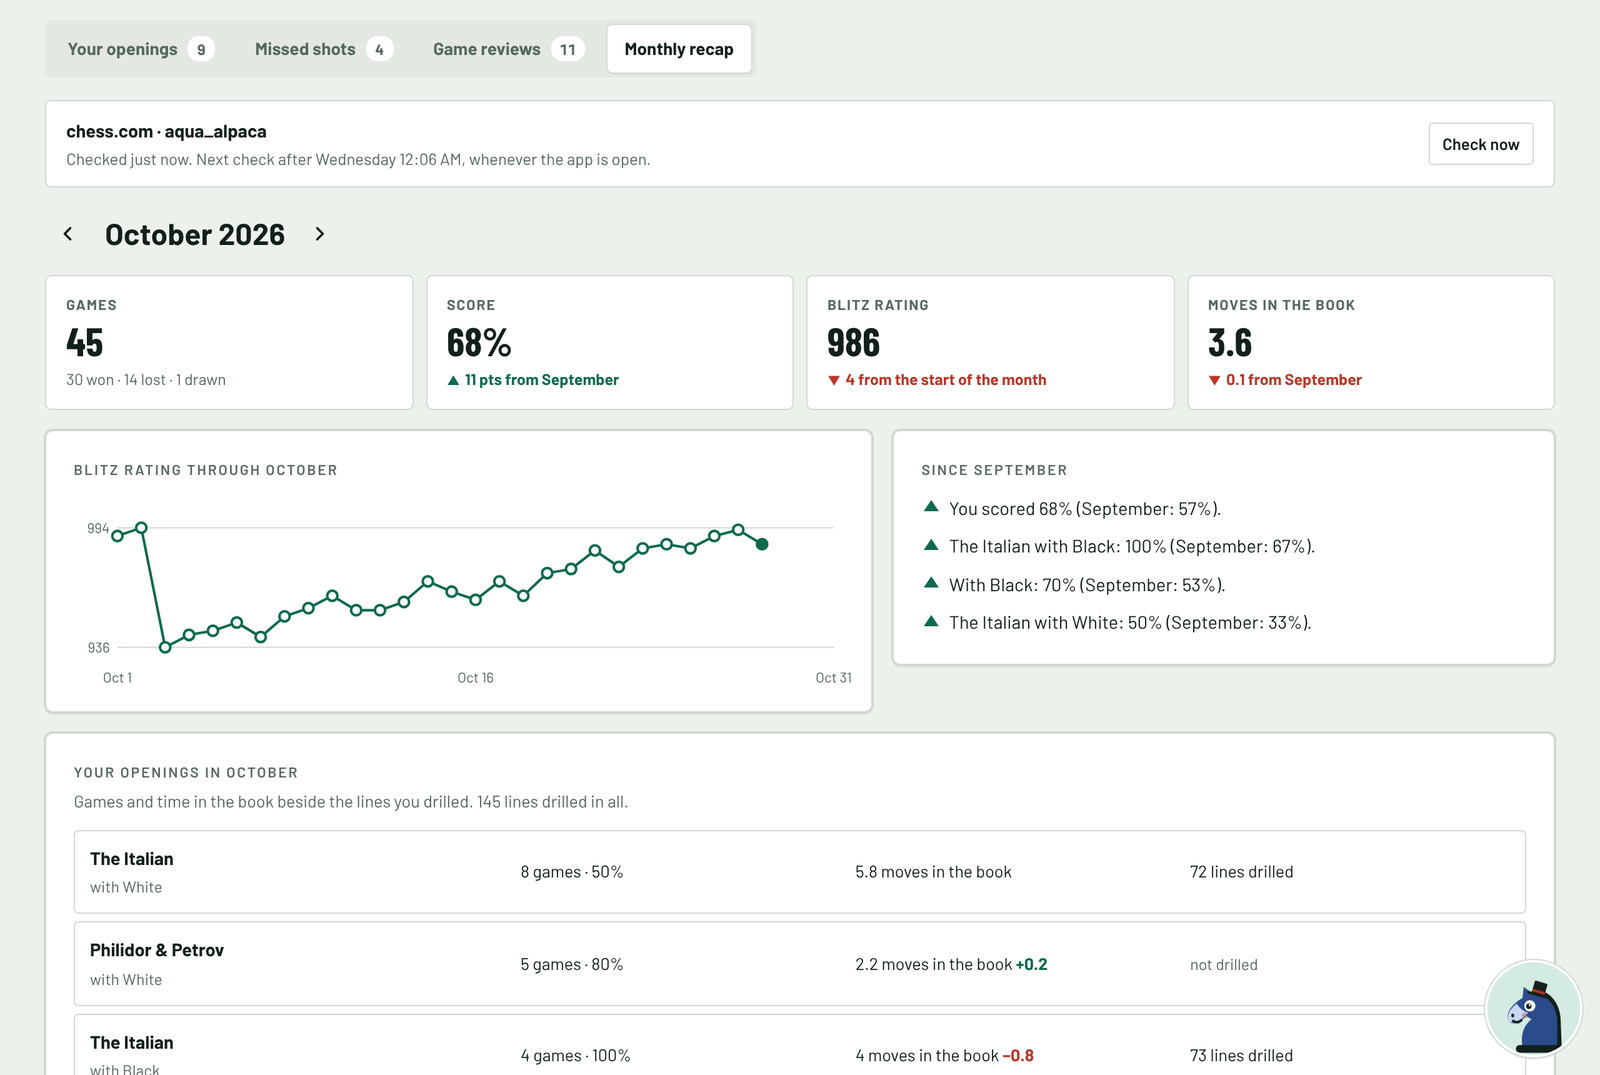 Your openings 9 Missed shots 4 Game reviews 11 Monthly recap
chess.com · aqua_alpaca
Checked just now. Next check after Wednesday 12:06 AM, whenever the app is open.
Check now
October 2026
GAMES
45
30 won · 14 lost · 1 drawn
SCORE
68%
▲ 11 pts from September
BLITZ RATING
986
▼ 4 from the start of the month
MOVES IN THE BOOK
3.6
▼ 0.1 from September
BLITZ RATING THROUGH OCTOBER
994
936
Oct 1 Oct 16 Oct 31
SINCE SEPTEMBER
▲ You scored 68% (September: 57%).
▲ The Italian with Black: 100% (September: 67%).
▲ With Black: 70% (September: 53%).
▲ The Italian with White: 50% (September: 33%).
YOUR OPENINGS IN OCTOBER
Games and time in the book beside the lines you drilled. 145 lines drilled in all.
The Italian
with White
8 games · 50%
5.8 moves in the book
72 lines drilled
Philidor & Petrov
with White
5 games · 80%
2.2 moves in the book +0.2
not drilled
The Italian
with Black
4 games · 100%
4 moves in the book −0.8
73 lines drilled